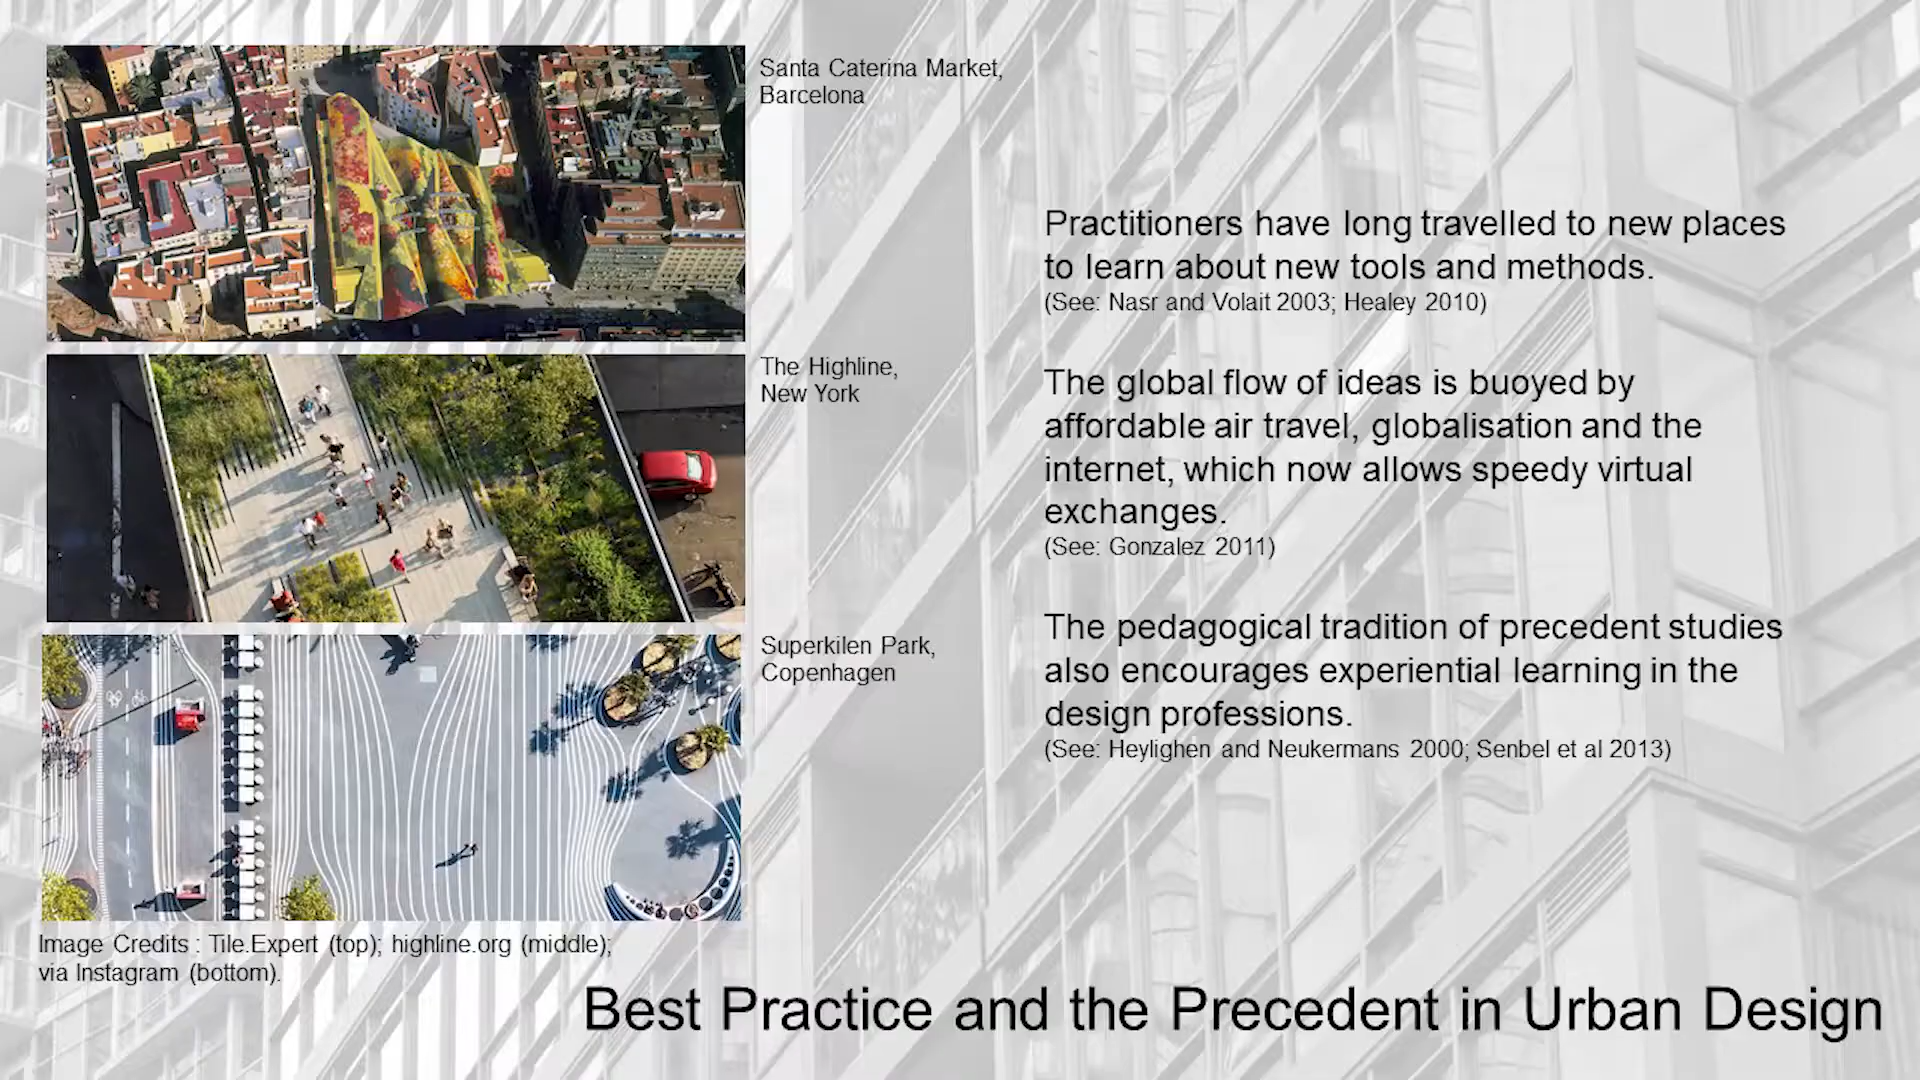 Santa Caterina Market,
Barcelona
The Highline,
New York
Superkilen Park,
Copenhagen
Image Credits : Tile.Expert (top); highline.org (middle);
via Instagram (bottom).
Practitioners have long travelled to new places
to learn about new tools and methods.
(See: Nasr and Volait 2003; Healey 2010)
The global flow of ideas is buoyed by
affordable air travel, globalisation and the
internet, which now allows speedy virtual
exchanges.
(See: Gonzalez 2011)
The pedagogical tradition of precedent studies
also encourages experiential learning in the
design professions.
(See: Heylighen and Neukermans 2000; Senbel et al 2013)
Best Practice and the Precedent in Urban Design